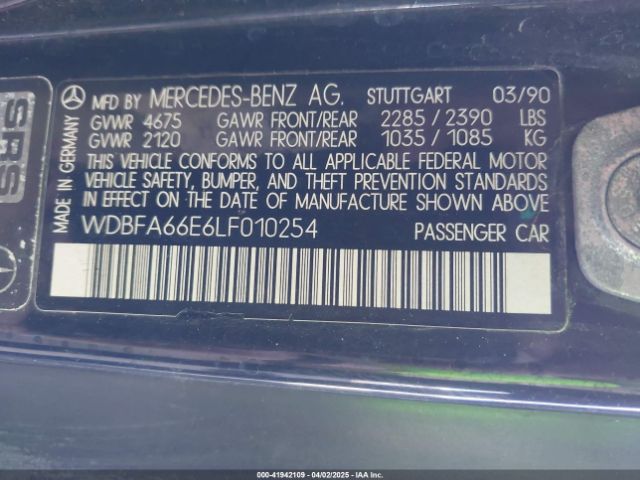 MFD BY MERCEDES-BENZ AG. STUTTGART 03/90
GVWR 4675 GAWR FRONT/REAR 2285 / 2390 LBS
GVWR 2120 GAWR FRONT/REAR 1035 / 1085 KG
THIS VEHICLE CONFORMS TO ALL APPLICABLE FEDERAL MOTOR
VEHICLE SAFETY, BUMPER, AND THEFT PREVENTION STANDARDS
IN EFFECT ON THE DATE OF MANUFACTURE SHOWN ABOVE
WDBFA66E6LF010254 PASSENGER CAR
MADE IN GERMANY
SRS
000-41942109 - 04/02/2025 - IAAI.com